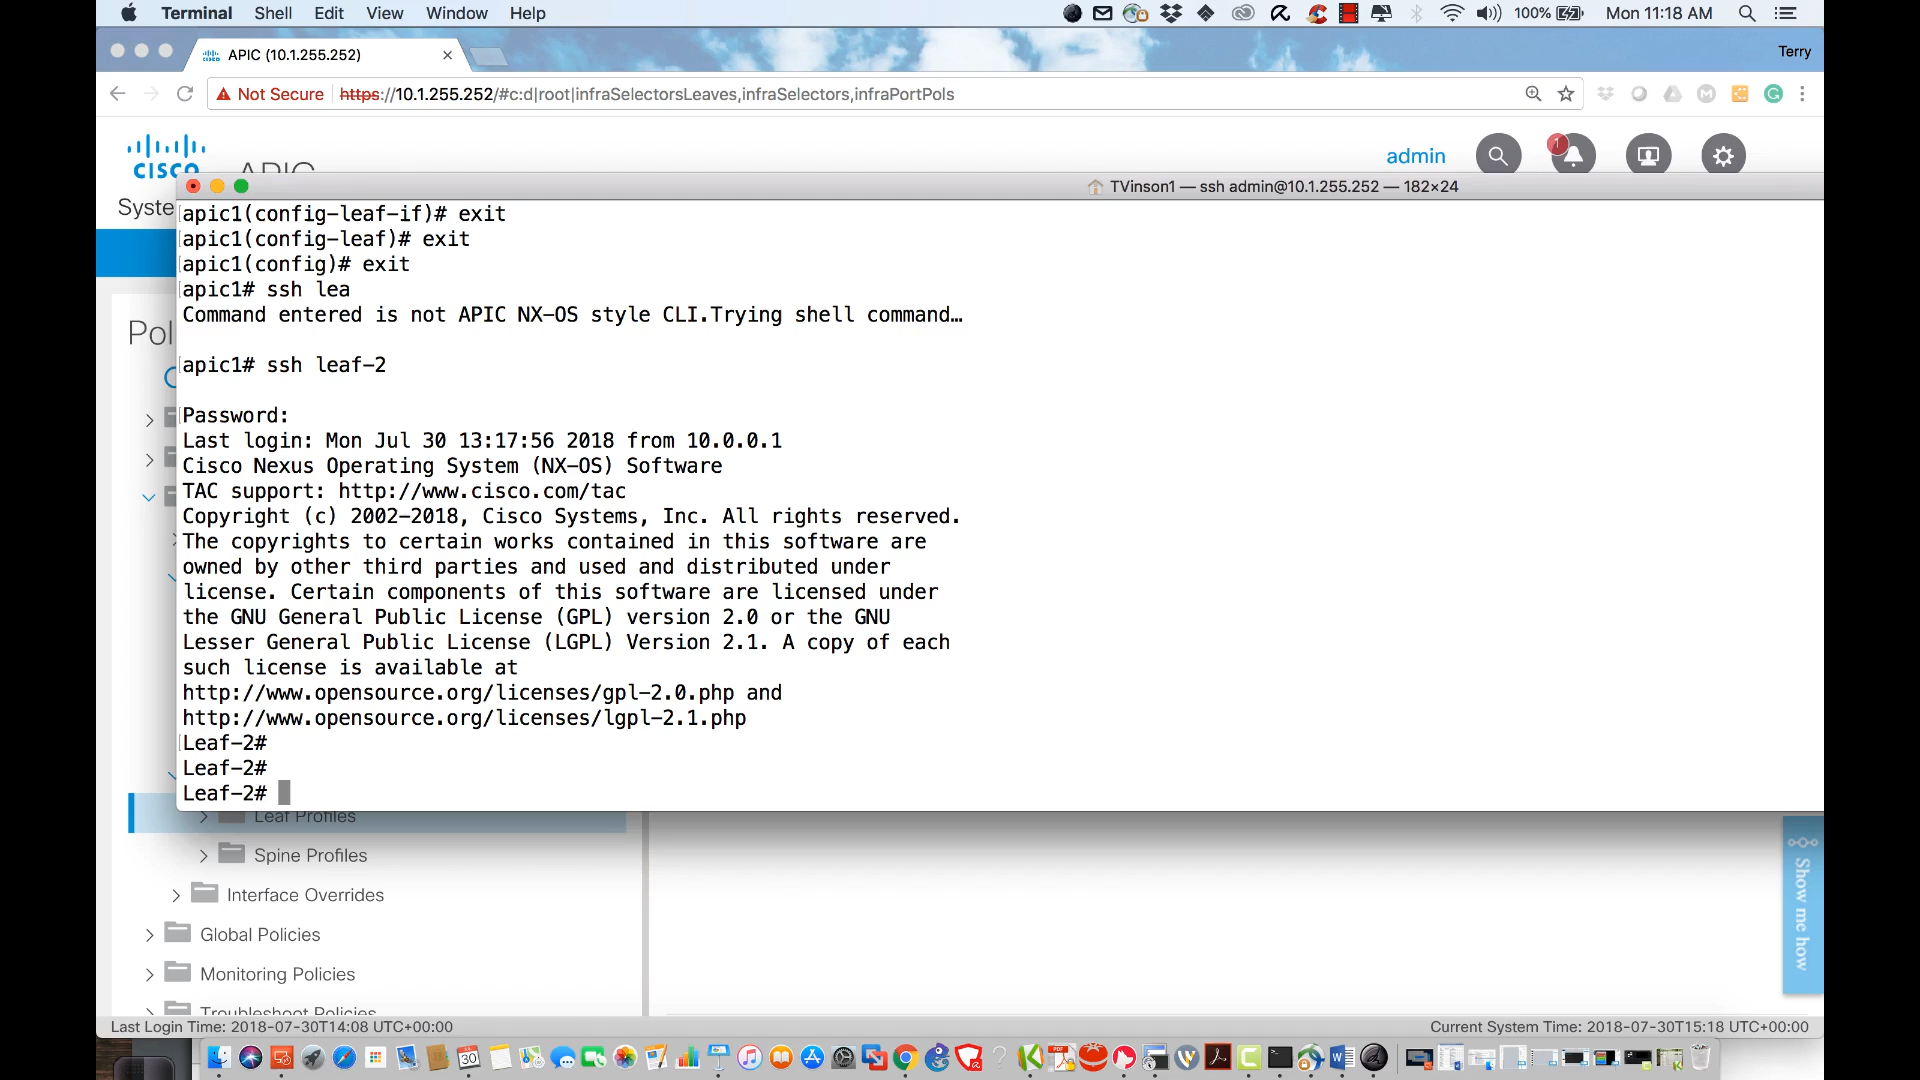 Terminal Shell Edit View Window Help 100% Mon 11:18 AM
APIC (10.1.255.252) Terry
Not Secure https://10.1.255.252/#c:d|root|infraSelectorsLeaves,infraSelectors,infraPortPols
cisco APIC admin 1
Syste
TVinson1 — ssh admin@10.1.255.252 — 182×24
apic1(config-leaf-if)# exit
apic1(config-leaf)# exit
apic1(config)# exit
apic1# ssh lea
Command entered is not APIC NX-OS style CLI.Trying shell command…
Pol
apic1# ssh leaf-2
Password:
Last login: Mon Jul 30 13:17:56 2018 from 10.0.0.1
Cisco Nexus Operating System (NX-OS) Software
TAC support: http://www.cisco.com/tac
Copyright (c) 2002-2018, Cisco Systems, Inc. All rights reserved.
The copyrights to certain works contained in this software are
owned by other third parties and used and distributed under
license. Certain components of this software are licensed under
the GNU General Public License (GPL) version 2.0 or the GNU
Lesser General Public License (LGPL) Version 2.1. A copy of each
such license is available at
http://www.opensource.org/licenses/gpl-2.0.php and
http://www.opensource.org/licenses/lgpl-2.1.php
Leaf-2#
Leaf-2#
Leaf-2#
Leaf Profiles
Spine Profiles
Interface Overrides
Global Policies
Monitoring Policies
Troubleshoot Policies
Show me how
Last Login Time: 2018-07-30T14:08 UTC+00:00 Current System Time: 2018-07-30T15:18 UTC+00:00
30